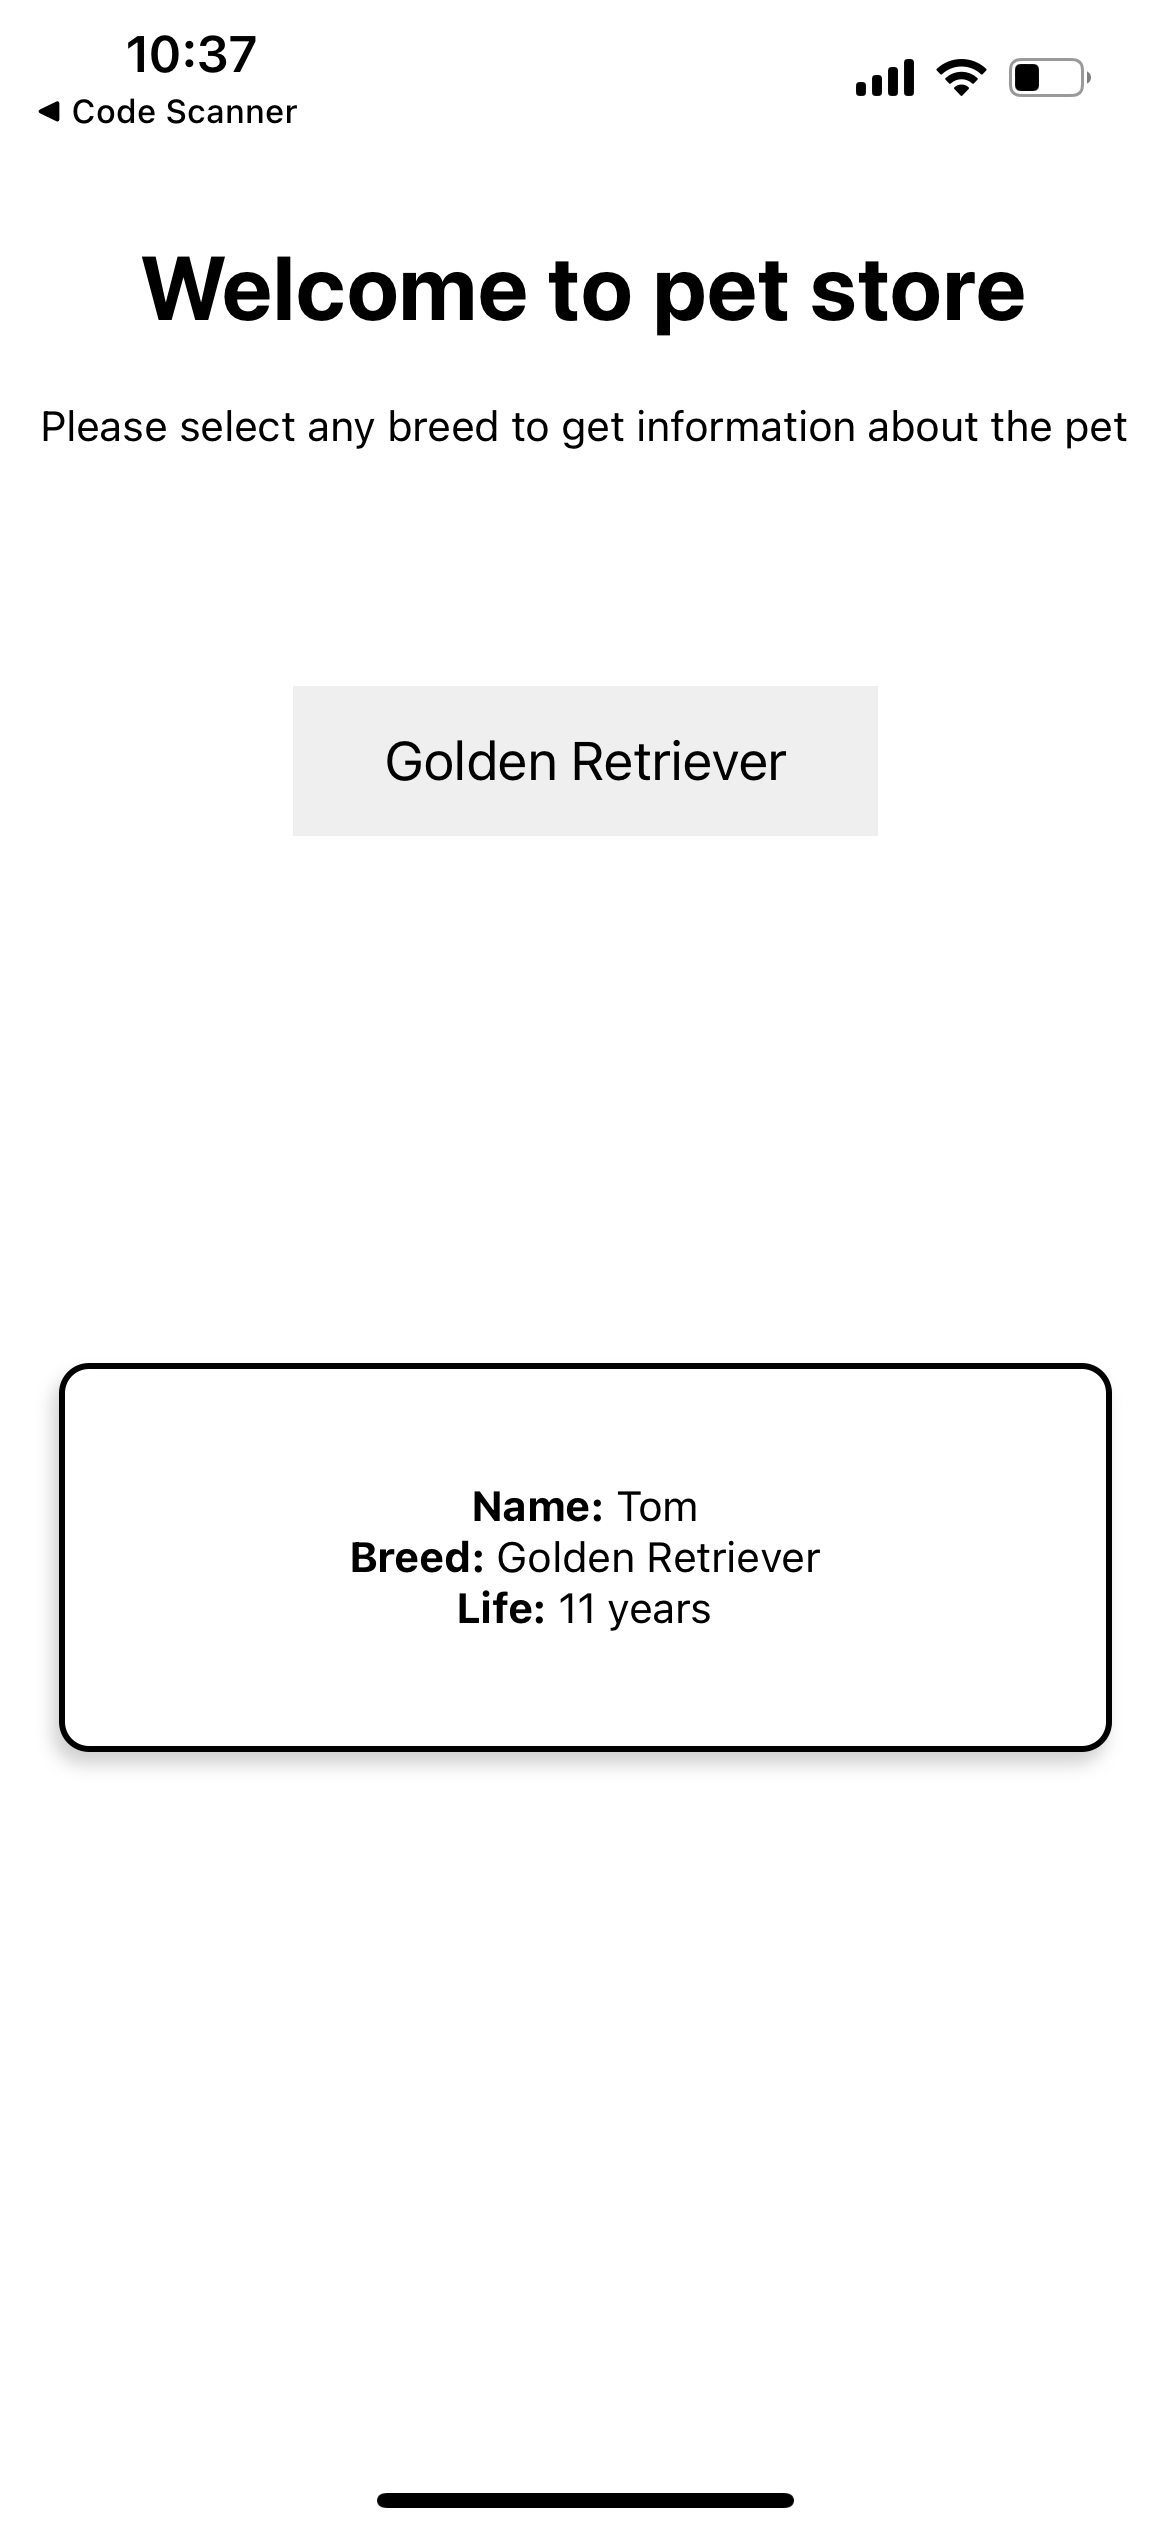 10:37
◀ Code Scanner
Welcome to pet store
Please select any breed to get information about the pet
Golden Retriever
Name: Tom
Breed: Golden Retriever
Life: 11 years